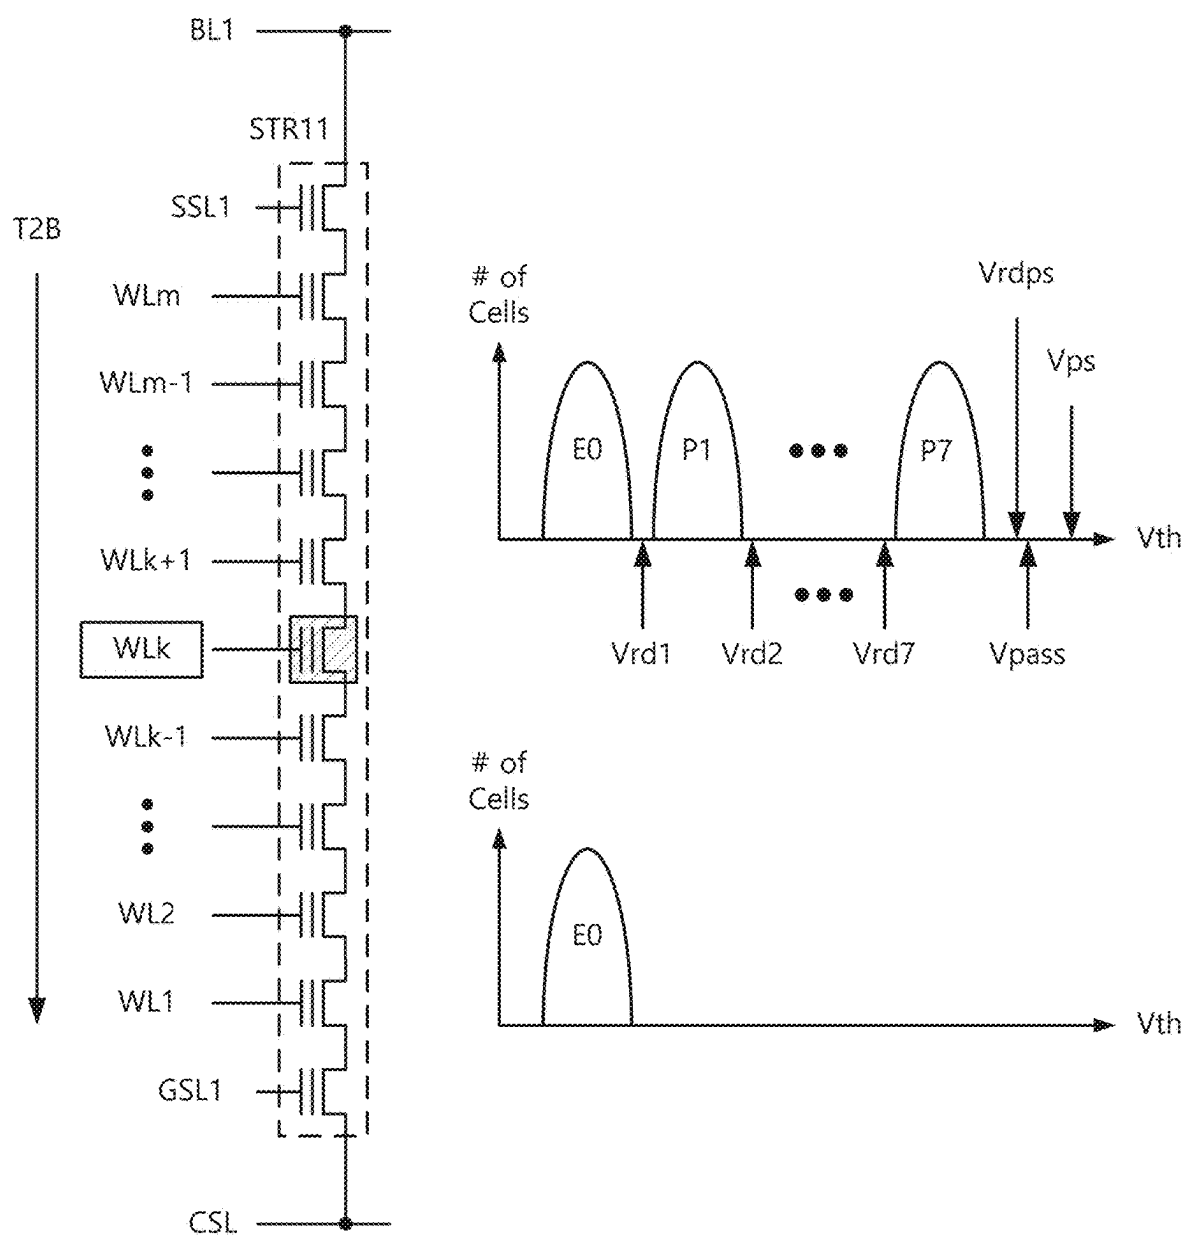 BL1
STR11
SSL1
T2B
WLm
WLm-1
WLk+1
WLk
WLk-1
WL2
WL1
GSL1
CSL
# of
Cells
E0
P1
P7
Vrdps
Vps
Vth
Vrd1
Vrd2
Vrd7
Vpass
# of
Cells
E0
Vth